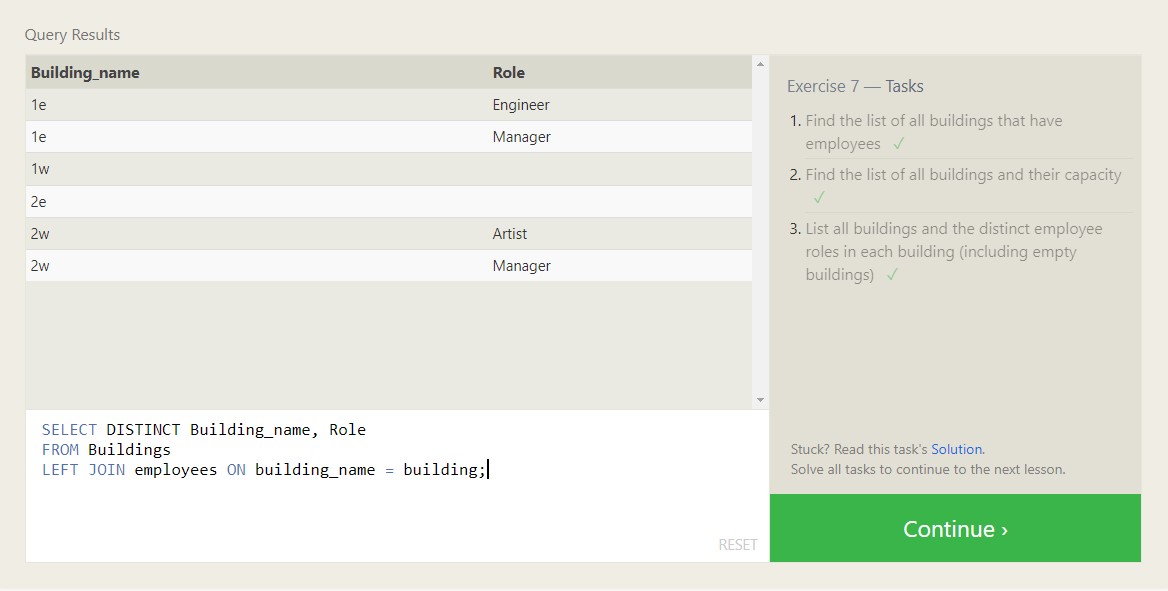 Query Results
Building_name Role
1e Engineer
1e Manager
1w
2e
2w Artist
2w Manager
SELECT DISTINCT Building_name, Role
FROM Buildings
LEFT JOIN employees ON building_name = building;
RESET
Exercise 7 — Tasks
1. Find the list of all buildings that have
employees ✓
2. Find the list of all buildings and their capacity
✓
3. List all buildings and the distinct employee
roles in each building (including empty
buildings) ✓
Stuck? Read this task's Solution.
Solve all tasks to continue to the next lesson.
Continue ›